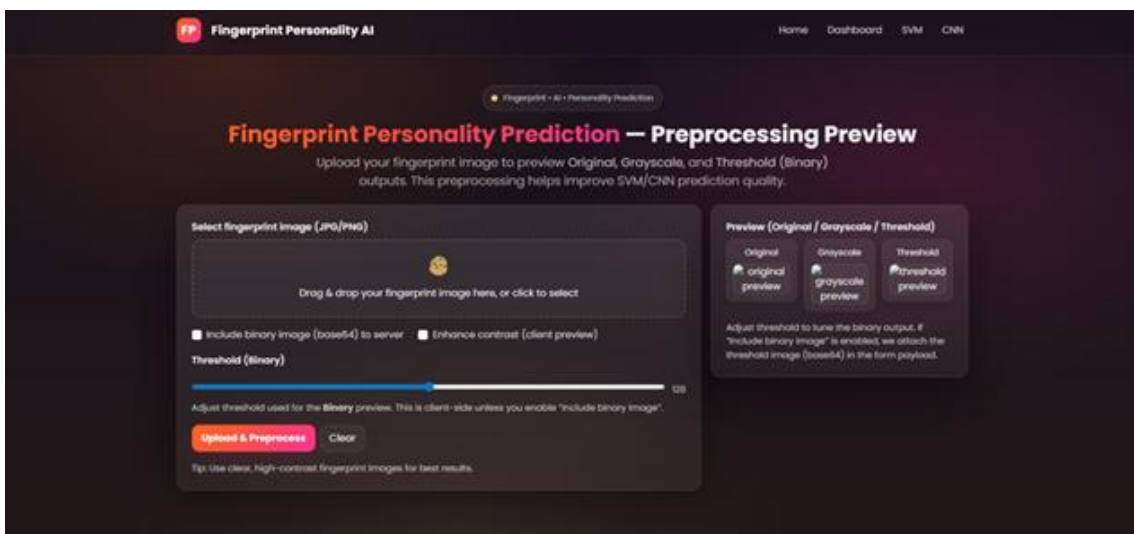 FP Fingerprint Personality AI
Home Dashboard SVM CNN
Fingerprint • AI • Personality Prediction
Fingerprint Personality Prediction — Preprocessing Preview
Upload your fingerprint image to preview Original, Grayscale, and Threshold (Binary)
outputs. This preprocessing helps improve SVM/CNN prediction quality.
Select fingerprint image (JPG/PNG)
Drag & drop your fingerprint image here, or click to select
Include binary image (base64) to server Enhance contrast (client preview)
Threshold (Binary)
128
Adjust threshold used for the Binary preview. This is client-side unless you enable "Include binary image".
Upload & Preprocess Clear
Tip: Use clear, high-contrast fingerprint images for best results.
Preview (Original / Grayscale / Threshold)
Original Grayscale Threshold
original
preview
grayscale
preview
threshold
preview
Adjust threshold to tune the binary output. If
"Include binary image" is enabled, we attach the
threshold image (base64) in the form payload.